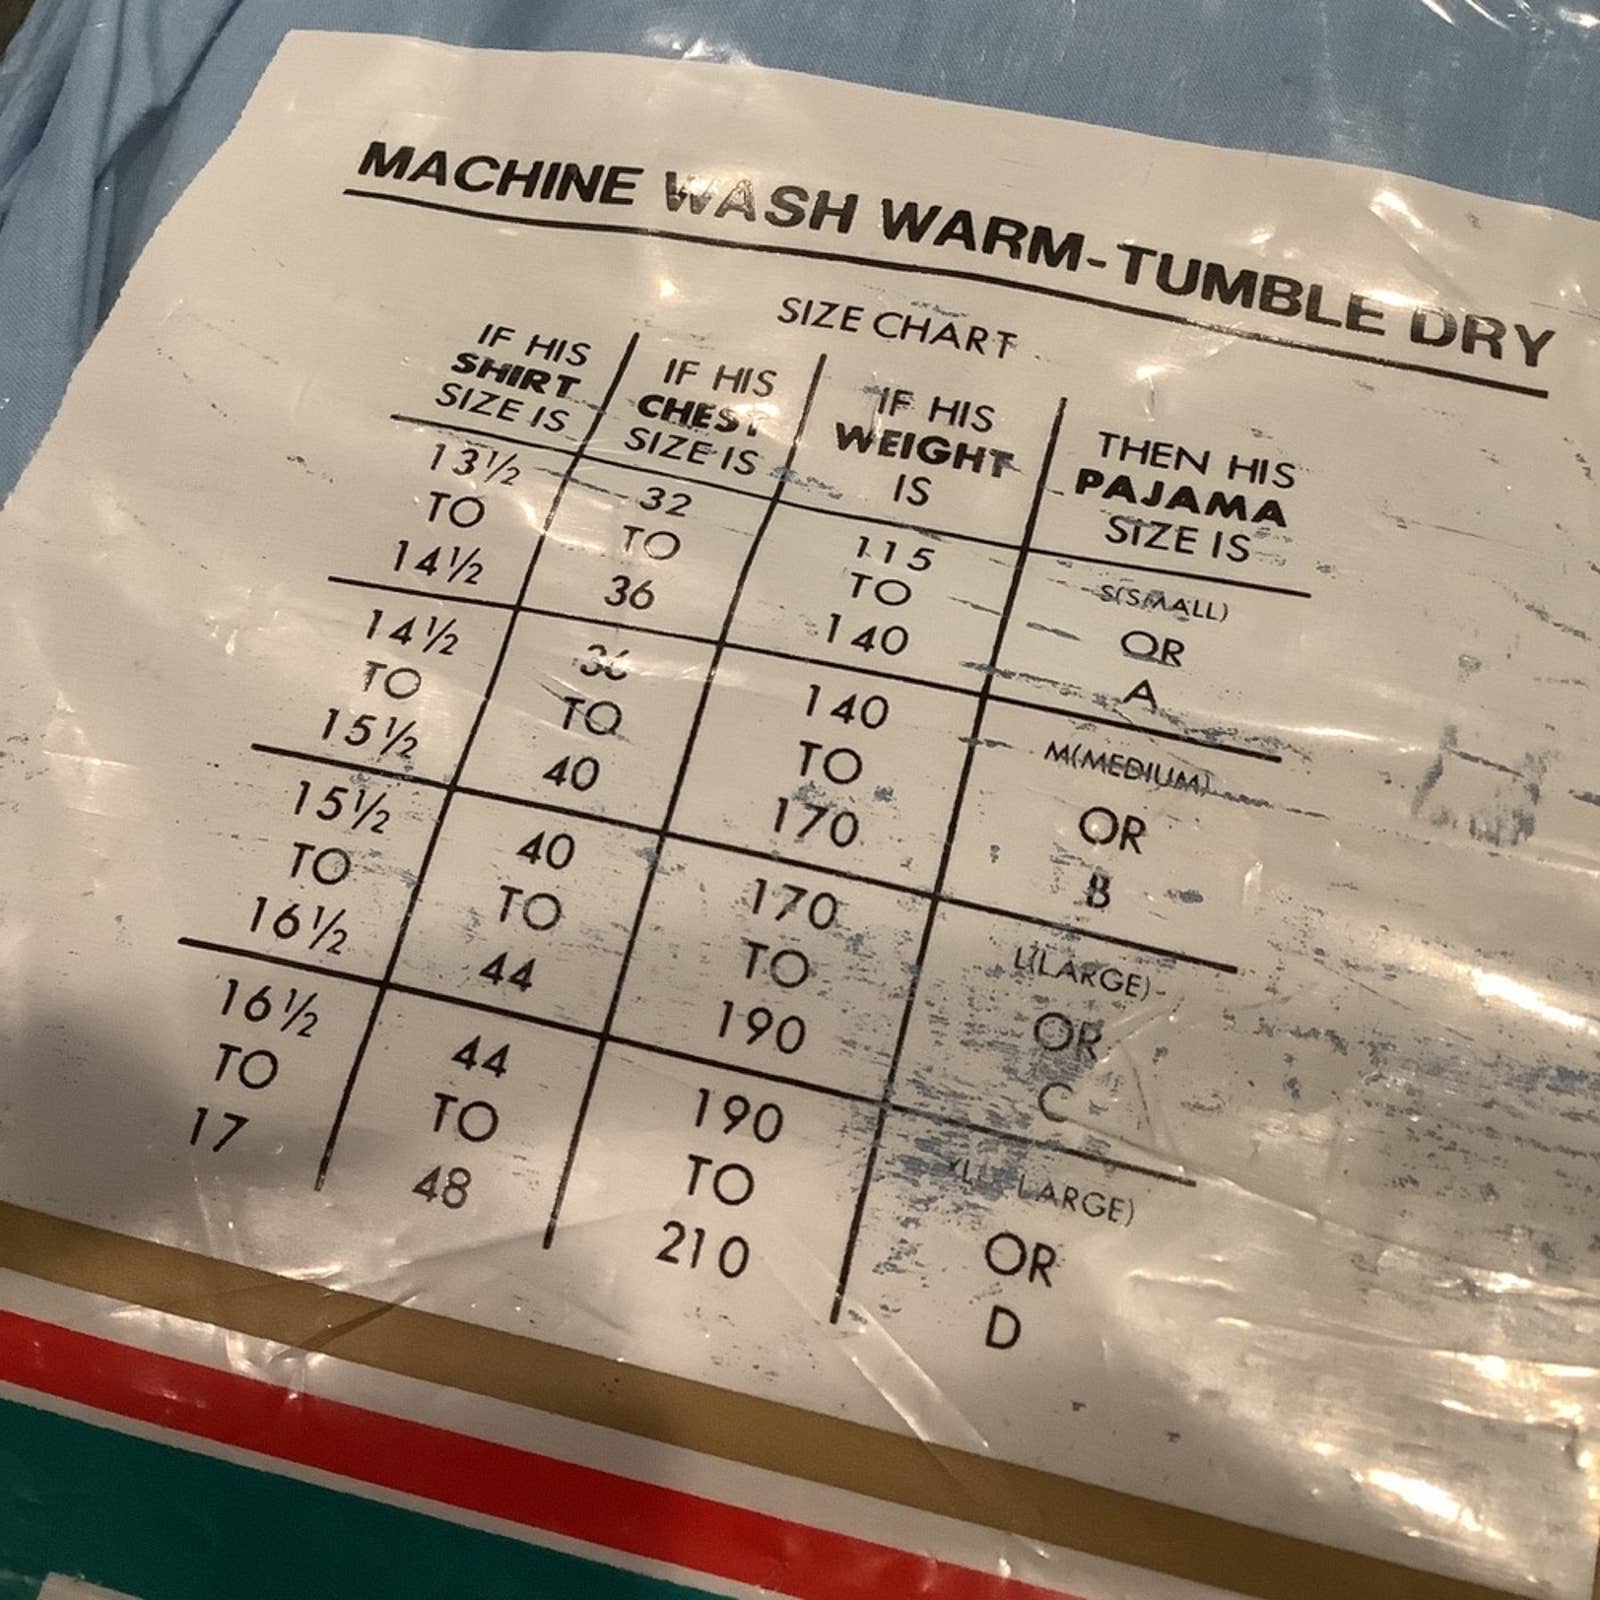 MACHINE WASH WARM-TUMBLE DRY
SIZE CHART
IF HIS SHIRT SIZE IS
IF HIS CHEST SIZE IS
IF HIS WEIGHT IS
THEN HIS PAJAMA SIZE IS
13½ TO 14½
32 TO 36
115 TO 140
S(SMALL) OR A
14½ TO 15½
36 TO 40
140 TO 170
M(MEDIUM) OR B
15½ TO 16½
40 TO 44
170 TO 190
L(LARGE) OR C
16½ TO 17
44 TO 48
190 TO 210
LARGE) OR D